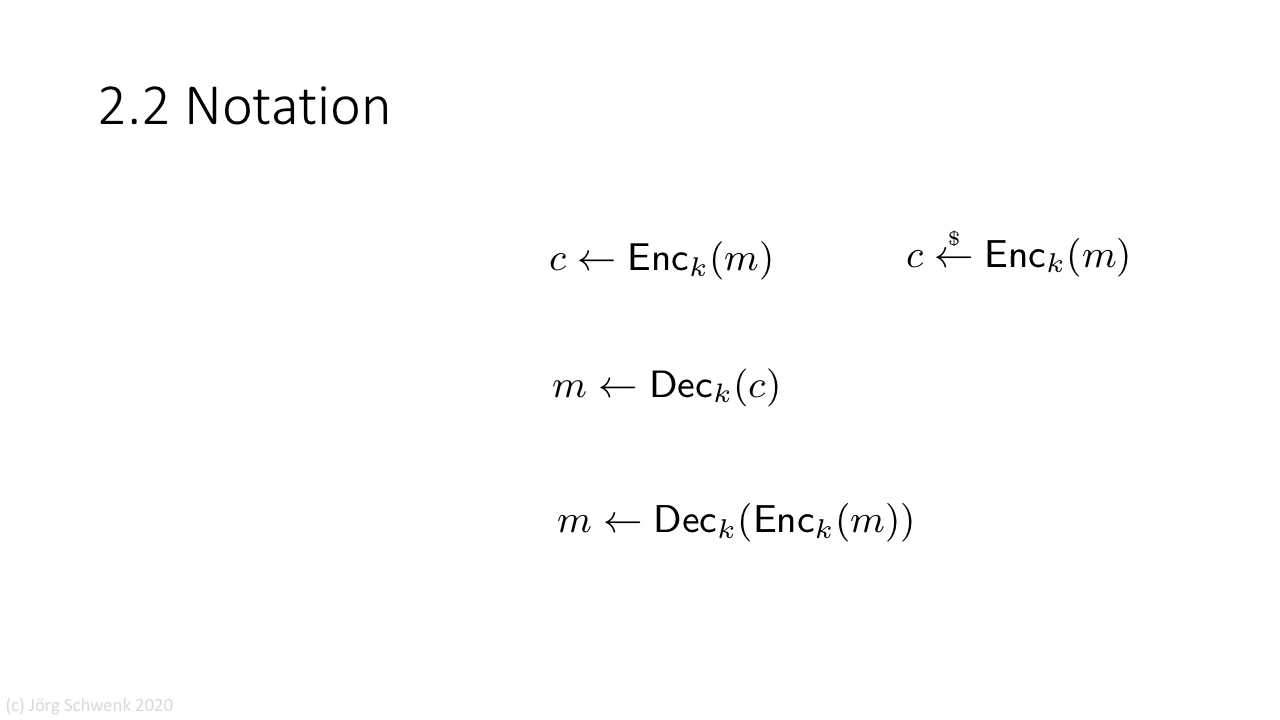 2.2 Notation
c ← Enc_k(m)
c ←$ Enc_k(m)
m ← Dec_k(c)
m ← Dec_k(Enc_k(m))
(c) Jörg Schwenk 2020